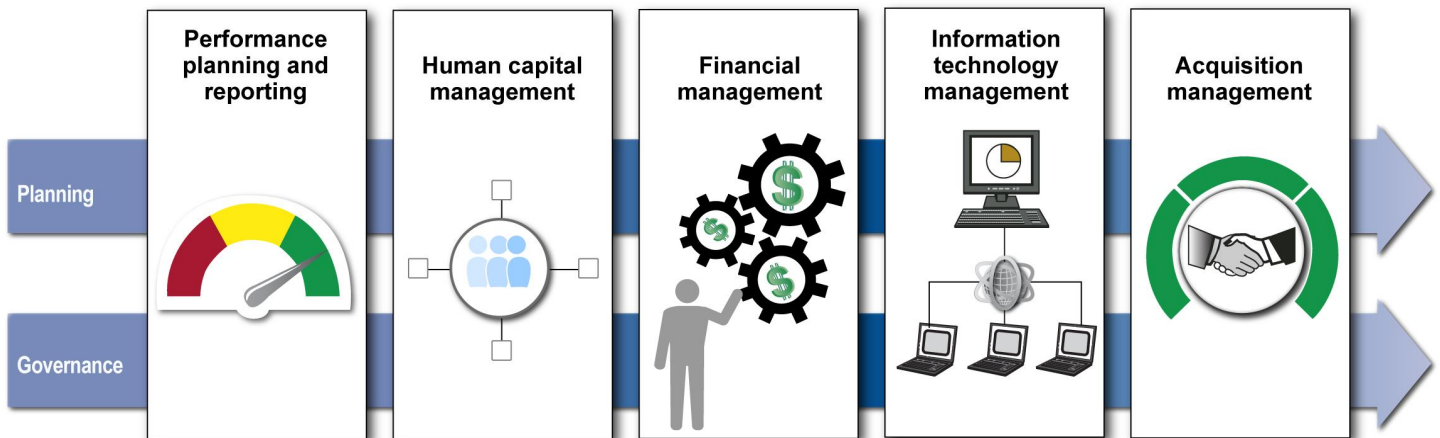 Performance
planning and
reporting
Human capital
management
Financial
management
Information
technology
management
Acquisition
management
Planning
$
$
$
Governance